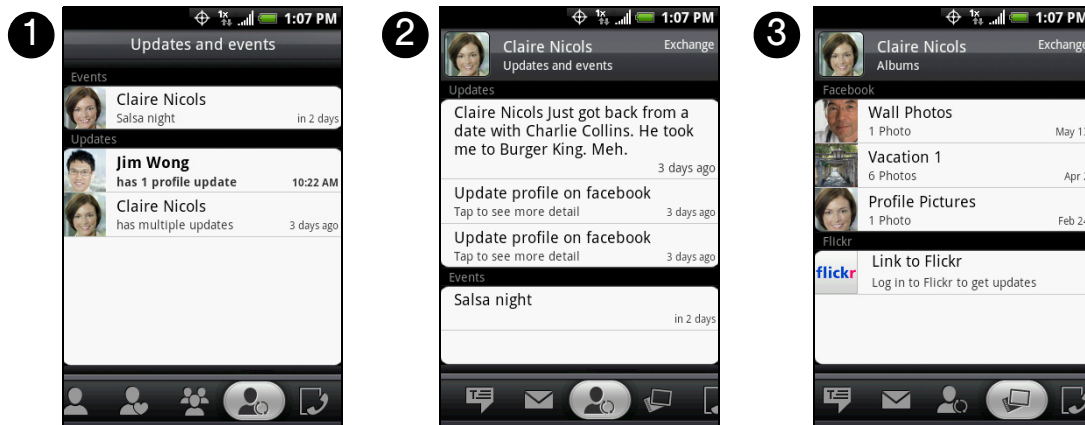 1
1x
1:07 PM
Updates and events
Events
Claire Nicols
Salsa night
in 2 days
Updates
Jim Wong
has 1 profile update
10:22 AM
Claire Nicols
has multiple updates
3 days ago
2
1x
1:07 PM
Claire Nicols
Exchange
Updates and events
Updates
Claire Nicols Just got back from a
date with Charlie Collins. He took
me to Burger King. Meh.
3 days ago
Update profile on facebook
Tap to see more detail
3 days ago
Update profile on facebook
Tap to see more detail
3 days ago
Events
Salsa night
in 2 days
3
1x
1:07 PM
Claire Nicols
Exchange
Albums
Facebook
Wall Photos
1 Photo
May 1
Vacation 1
6 Photos
Apr
Profile Pictures
1 Photo
Feb 24
Flickr
flickr
Link to Flickr
Log in to Flickr to get updates